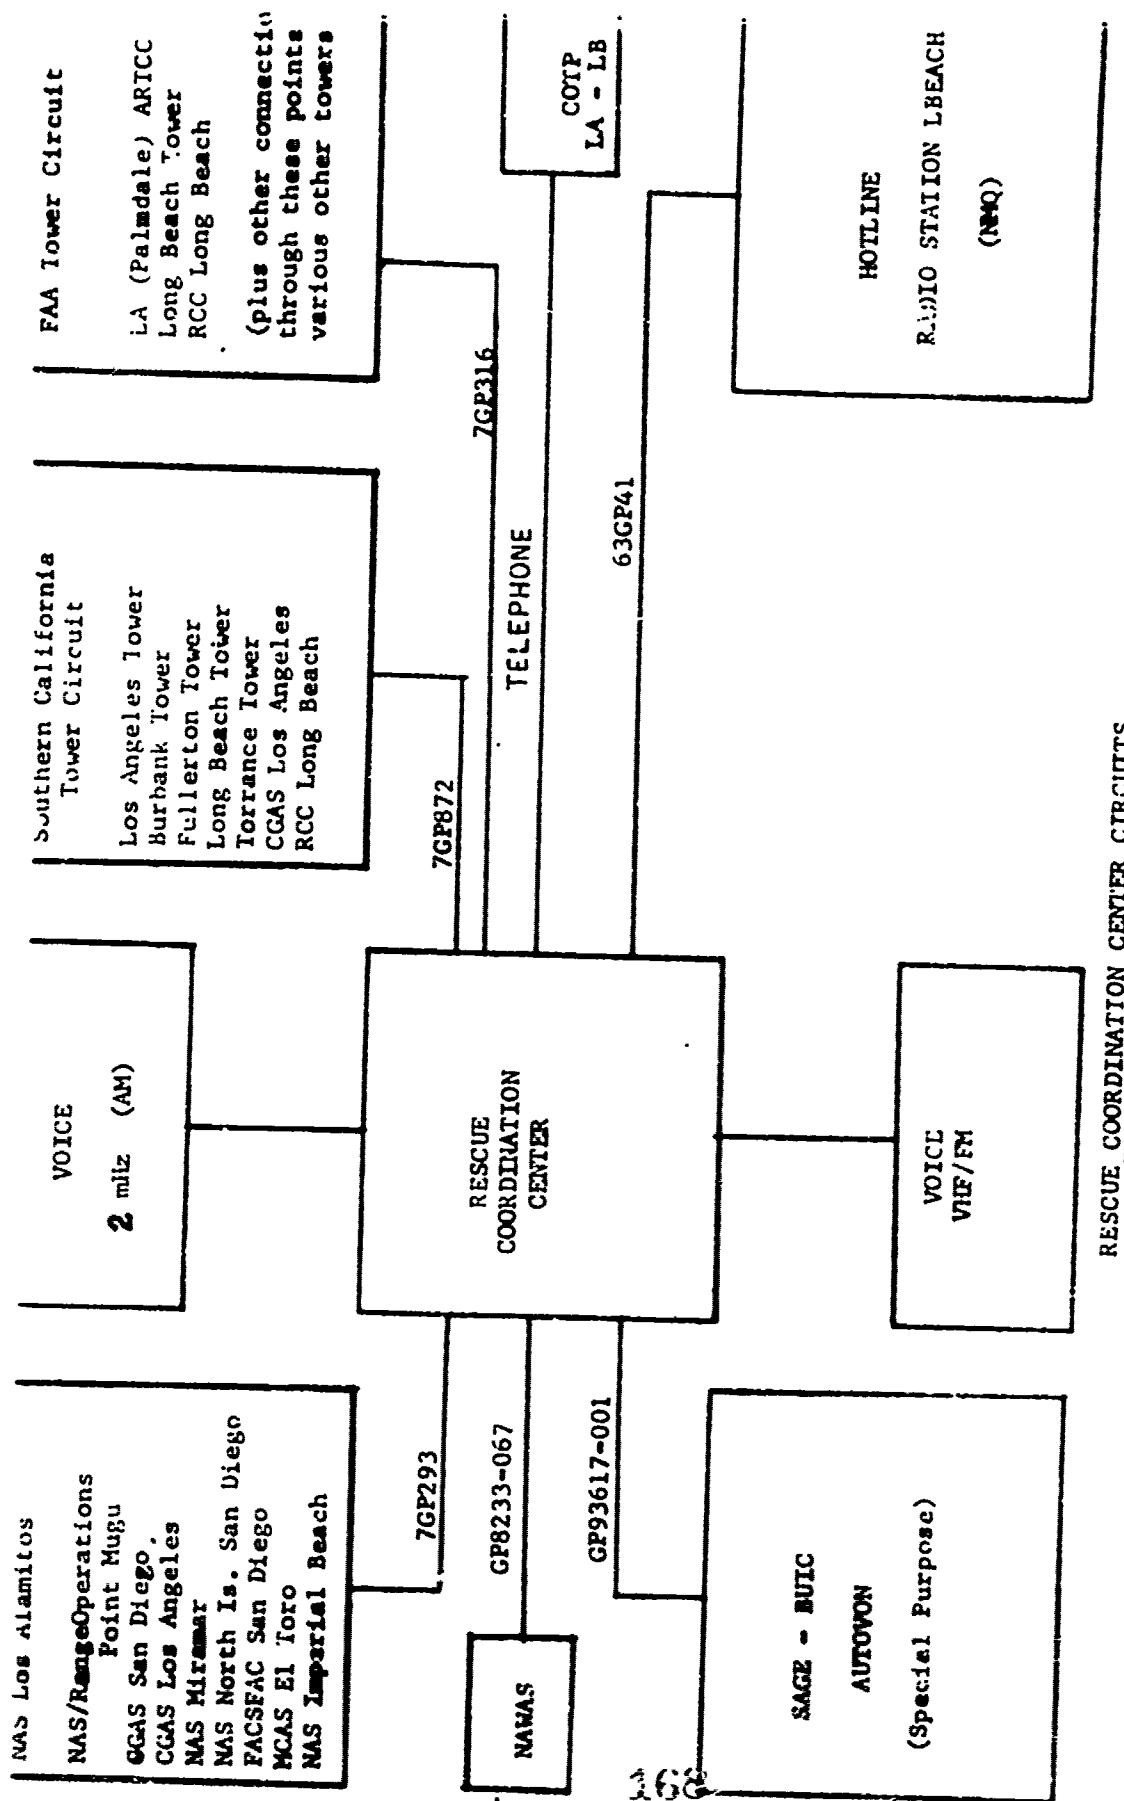 NAS Los Alamitos
NAS/RangeOperations
Point Mugu
CGAS San Diego
CGAS Los Angeles
NAS Miramar
NAS North Is. San Diego
FACSFAC San Diego
MCAS El Toro
NAS Imperial Beach
VOICE
2 mHz (AM)
Southern California
Tower Circuit
Los Angeles Tower
Burbank Tower
Fullerton Tower
Long Beach Tower
Torrance Tower
CGAS Los Angeles
RCC Long Beach
FAA Tower Circuit
LA (Palmdale) ARTCC
Long Beach Tower
RCC Long Beach
(plus other connectio
through these points
various other towers
7GP293
7GP872
7GP316
NAWAS
GP8233-067
RESCUE
COORDINATION
CENTER
TELEPHONE
COTP
LA - LB
GP93617-001
63GP41
SAGE - BUIC
AUTOVON
(Special Purpose)
VOICE
VHF/FM
HOTLINE
RADIO STATION LBEACH
(NMQ)
RESCUE COORDINATION CENTER CIRCUITS